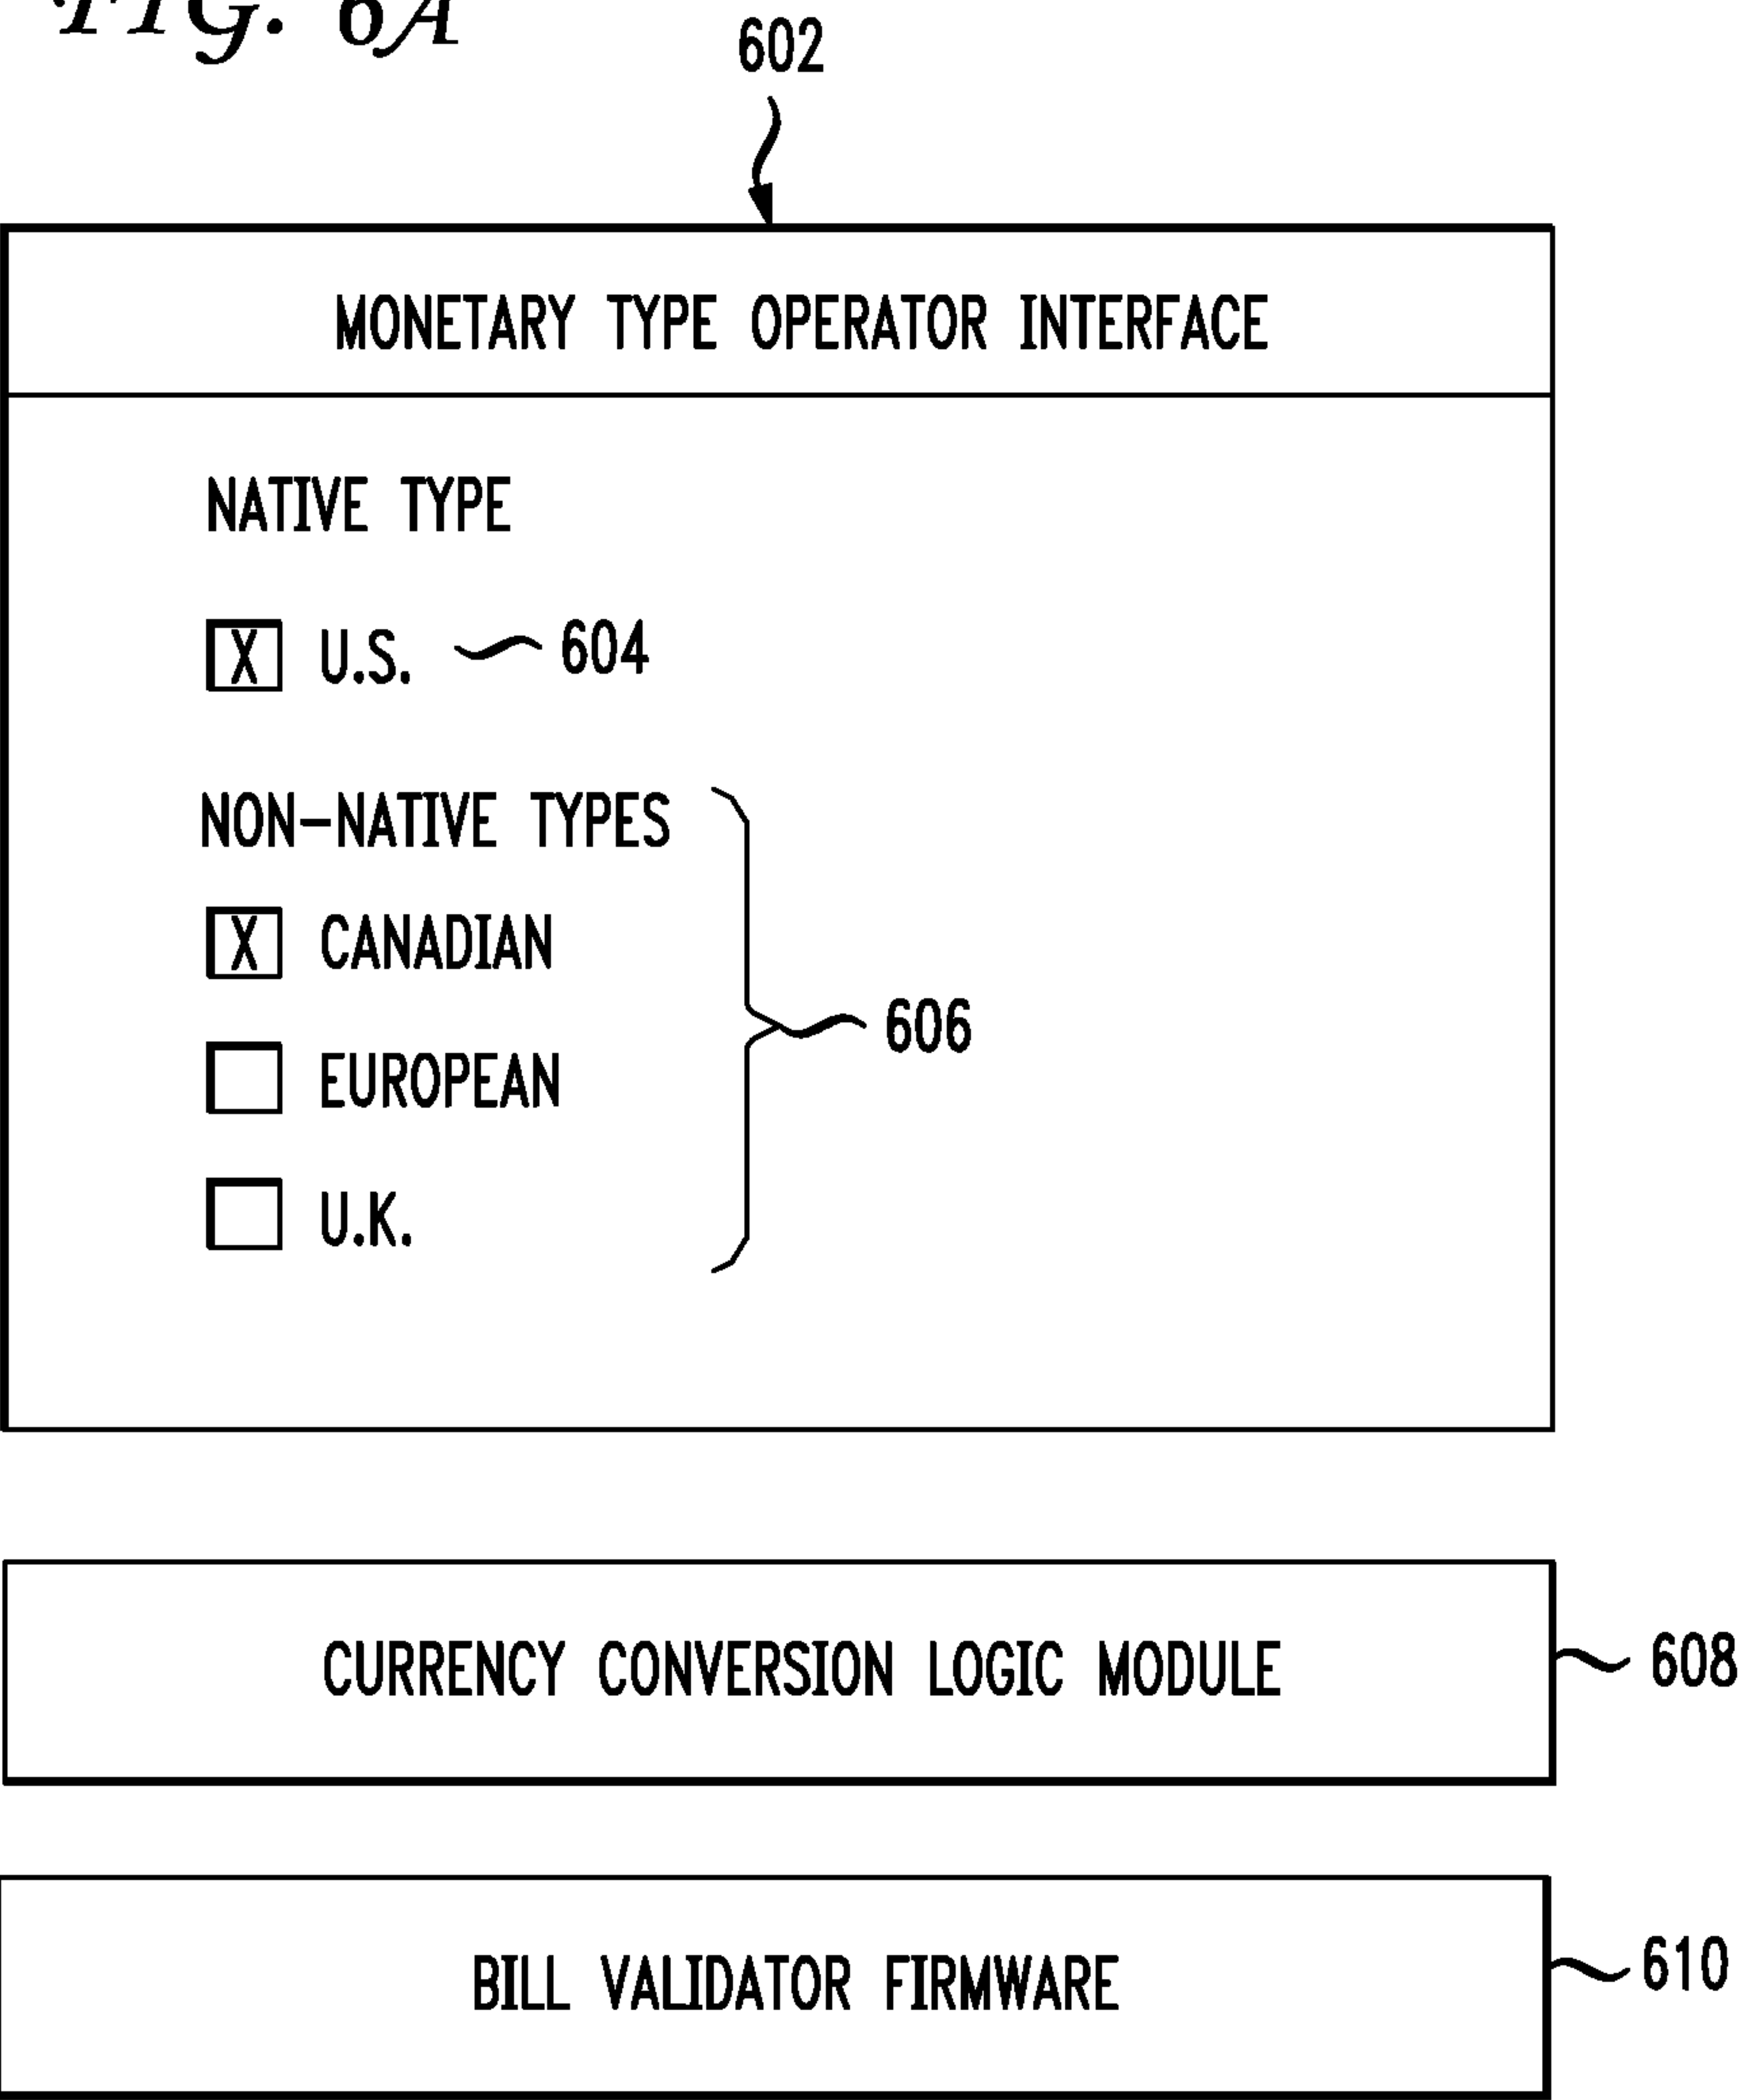 FIG. 6A
602
MONETARY TYPE OPERATOR INTERFACE
NATIVE TYPE
X U.S. 604
NON-NATIVE TYPES
X CANADIAN
606
EUROPEAN
U.K.
CURRENCY CONVERSION LOGIC MODULE 608
BILL VALIDATOR FIRMWARE 610